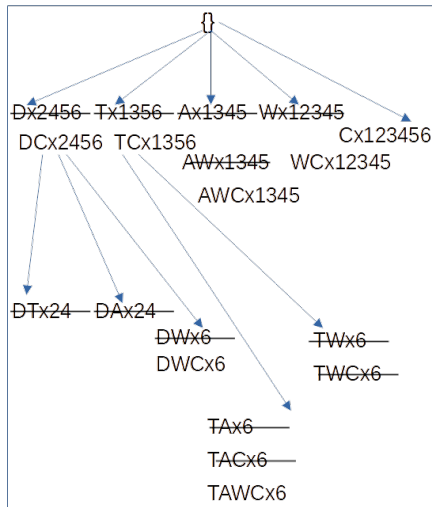 {}
Dx2456 Tx1356 Ax1345 Wx12345
Cx123456
DCx2456 TCx1356
AWx1345 WCx12345
AWCx1345
DTx24 DAx24
DWx6 TWx6
DWCx6
TWCx6
TAx6
TACx6
TAWCx6